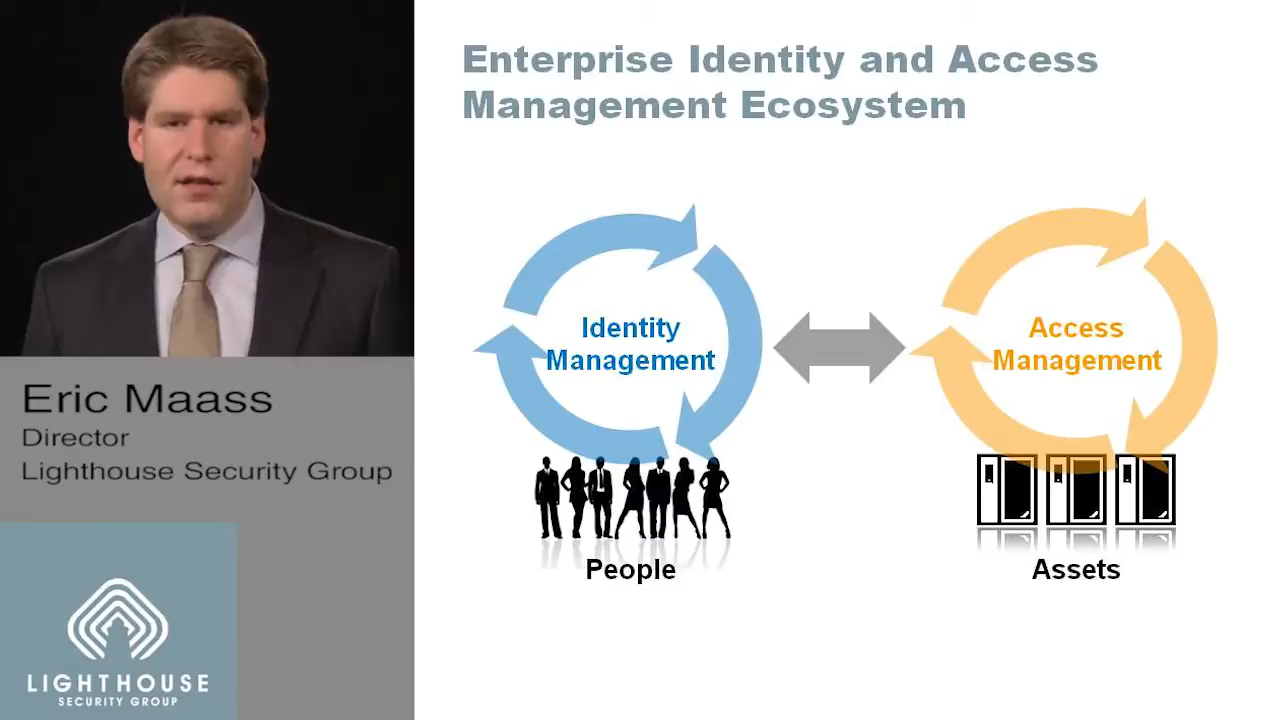 Enterprise Identity and Access
Management Ecosystem
Identity
Management
Access
Management
People
Assets
Eric Maass
Director
Lighthouse Security Group
LIGHTHOUSE
SECURITY GROUP